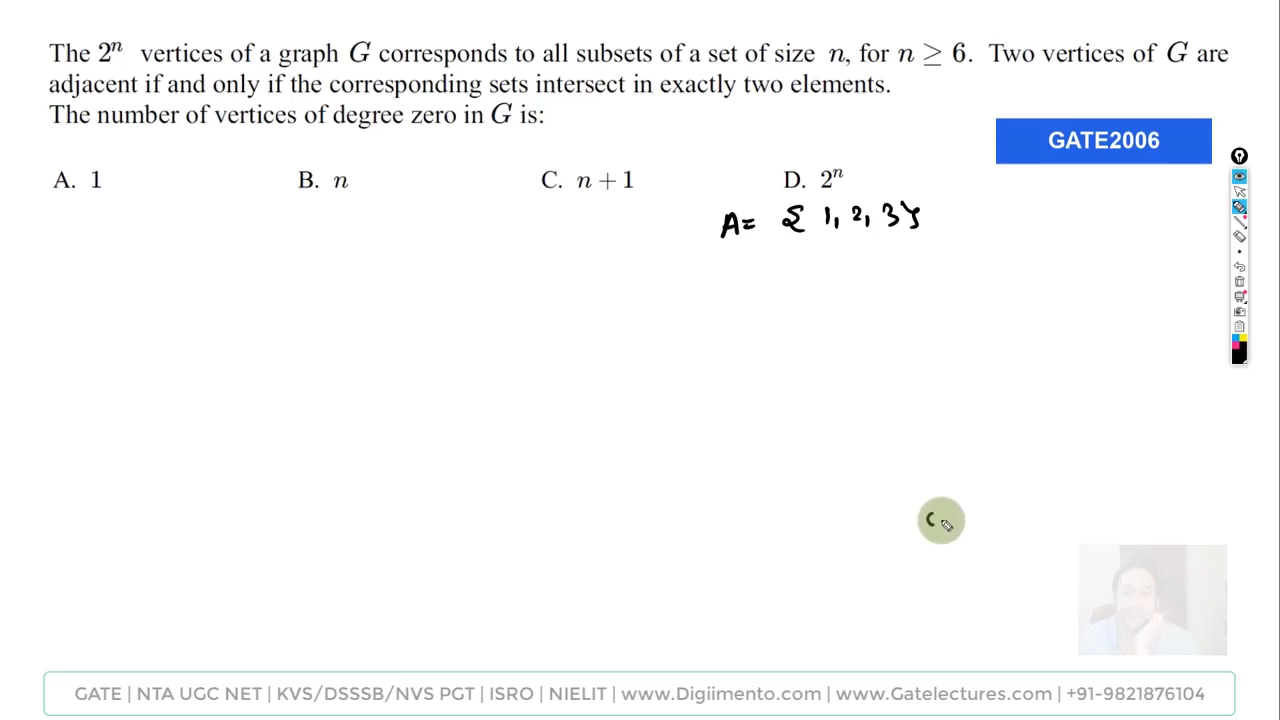 The 2ⁿ vertices of a graph G corresponds to all subsets of a set of size n, for n ≥ 6. Two vertices of G are
adjacent if and only if the corresponding sets intersect in exactly two elements.
The number of vertices of degree zero in G is:
GATE2006
A. 1 B. n C. n + 1 D. 2ⁿ
A = { 1, 2, 3}
GATE | NTA UGC NET | KVS/DSSSB/NVS PGT | ISRO | NIELIT | www.Digiimento.com | www.Gatelectures.com | +91-9821876104